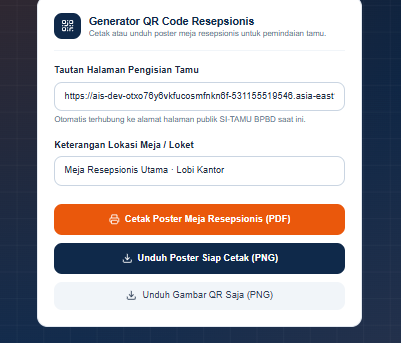 Generator QR Code Resepsionis
Cetak atau unduh poster meja resepsionis untuk pemindaian tamu.
Tautan Halaman Pengisian Tamu
https://ais-dev-otxo76y6vkfucosmfnkn6f-531155519546.asia-east
Otomatis terhubung ke alamat halaman publik SI-TAMU BPBD saat ini.
Keterangan Lokasi Meja / Loket
Meja Resepsionis Utama · Lobi Kantor
Cetak Poster Meja Resepsionis (PDF)
Unduh Poster Siap Cetak (PNG)
Unduh Gambar QR Saja (PNG)